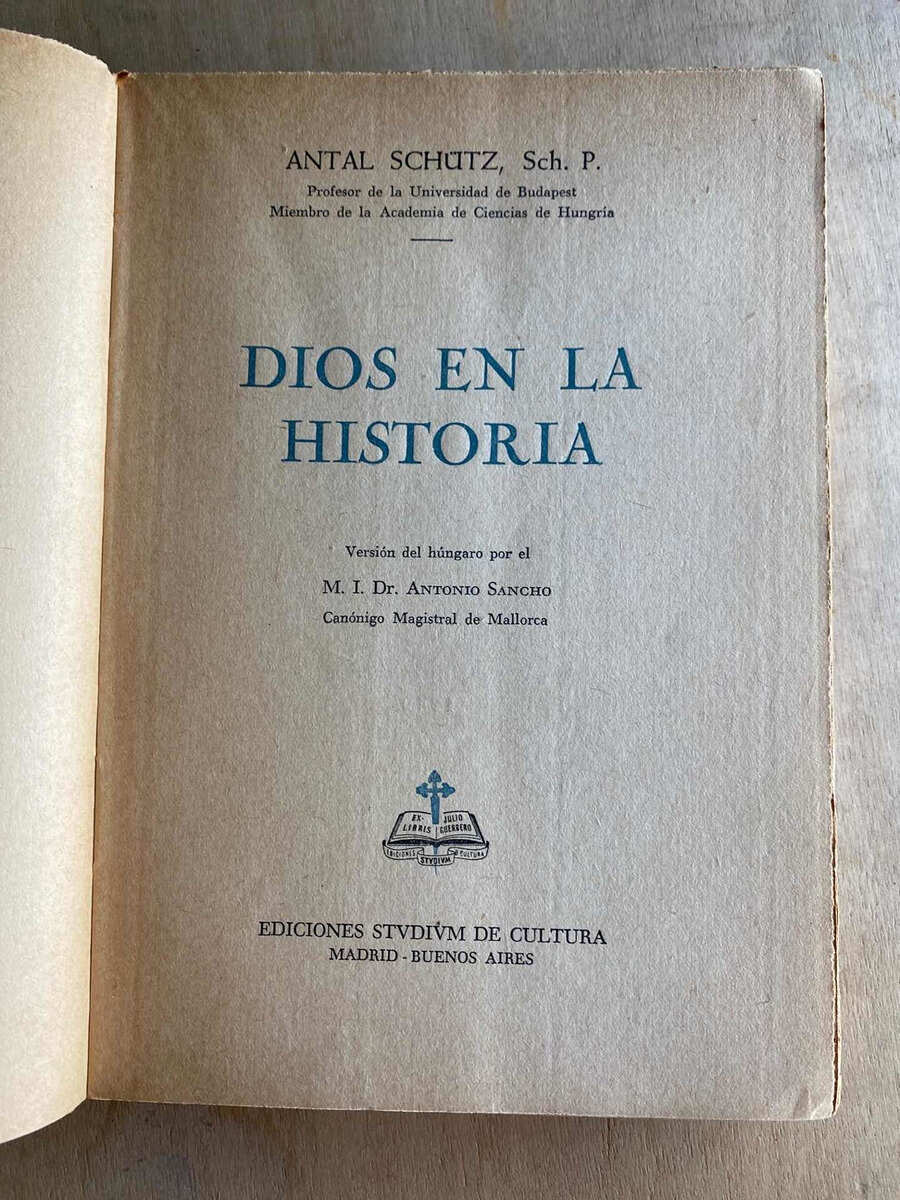 ANTAL SCHÜTZ, Sch. P.
Profesor de la Universidad de Budapest
Miembro de la Academia de Ciencias de Hungría
DIOS EN LA
HISTORIA
Versión del húngaro por el
M. I. Dr. ANTONIO SANCHO
Canónigo Magistral de Mallorca
EX- JULIO
LIBRIS GUERRERO
EDICIONES STVDIVM D CULTURA
EDICIONES STVDIVM DE CULTURA
MADRID - BUENOS AIRES